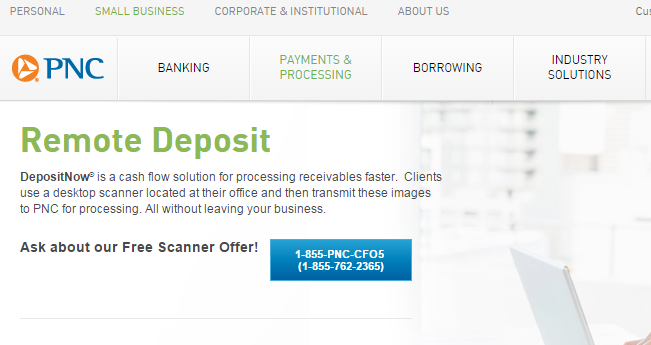 PERSONAL SMALL BUSINESS CORPORATE & INSTITUTIONAL ABOUT US
PNC
BANKING
PAYMENTS &
PROCESSING
BORROWING
INDUSTRY
SOLUTIONS
Remote Deposit
DepositNow® is a cash flow solution for processing receivables faster. Clients
use a desktop scanner located at their office and then transmit these images
to PNC for processing. All without leaving your business.
Ask about our Free Scanner Offer!
1-855-PNC-CFO5
(1-855-762-2365)